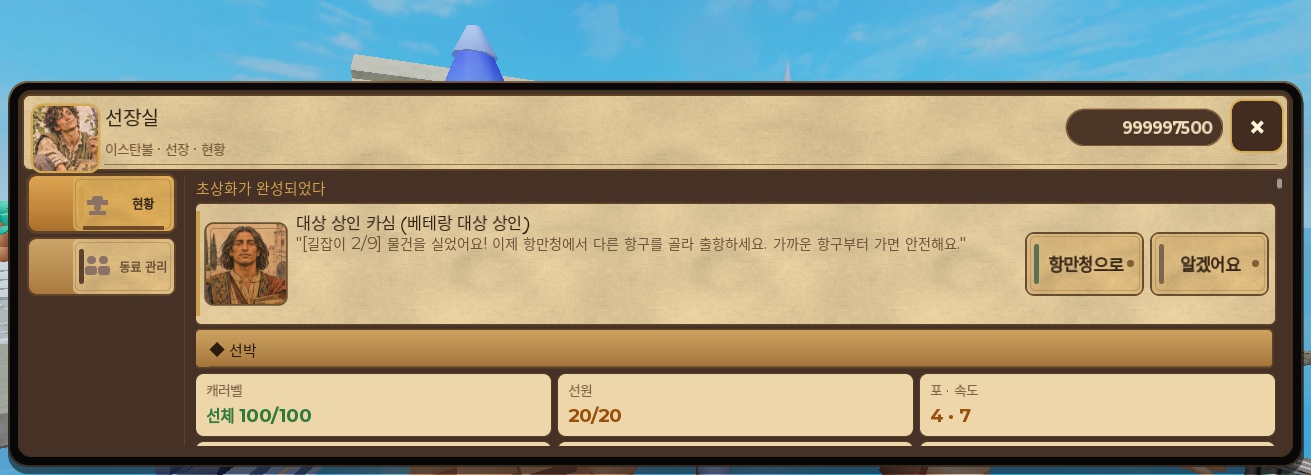 선장실
이스탄불 · 선장 · 현황
999997500
×
현황
동료 관리
초상화가 완성되었다
대상 상인 카심 (베테랑 대상 상인)
"[길잡이 2/9] 물건을 실었어요! 이제 항만청에서 다른 항구를 골라 출항하세요. 가까운 항구부터 가면 안전해요."
항만청으로
알겠어요
◆ 선박
캐러벨
선체 100/100
선원
20/20
포 · 속도
4 · 7